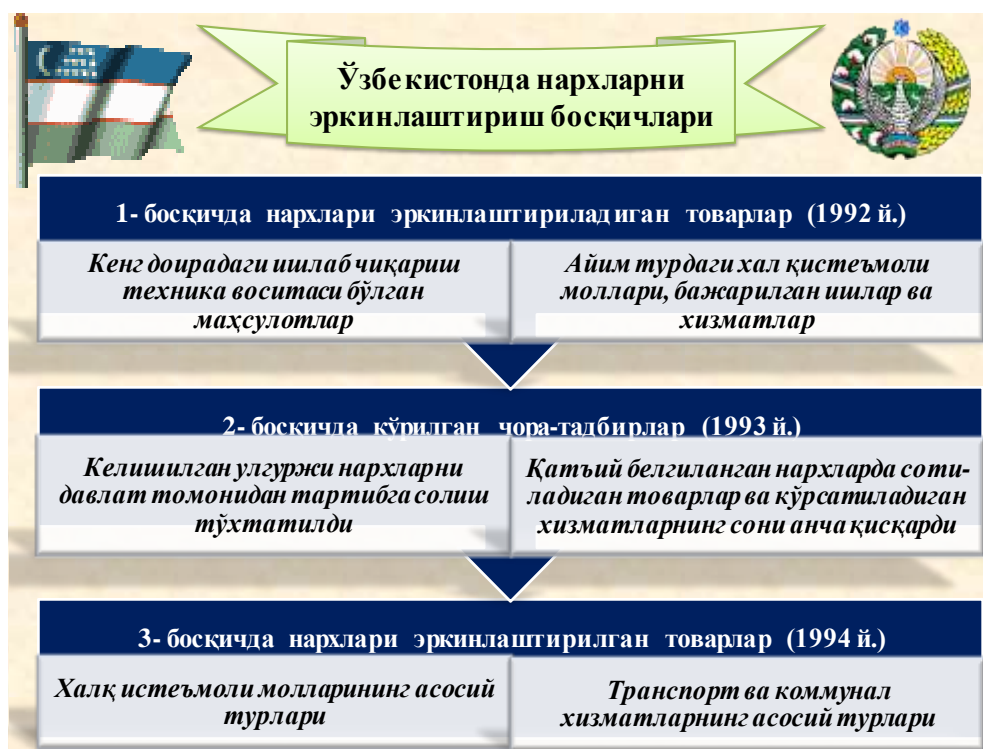 Ўзбекистонда нархларни
эркинлаштириш босқичлари
1- босқичда нархлари эркинлаштириладиган товарлар (1992 й.)
Кенг доирадаги ишлаб чиқариш
техника воситаси бўлган
маҳсулотлар
Айим турдаги хал қистеъмоли
моллари, бажарилган ишлар ва
хизматлар
2- босқичда кўрилган чора-тадбирлар (1993 й.)
Келишилган улгуржи нархларни
давлат томонидан тартибга солиш
тўхтатилди
Қатъий белгиланган нархларда соти-
ладиган товарлар ва кўрсатиладиган
хизматларнинг сони анча қисқарди
3- босқичда нархлари эркинлаштирилган товарлар (1994 й.)
Халқ истеъмоли молларининг асосий
турлари
Транспорт ва коммунал
хизматларнинг асосий турлари